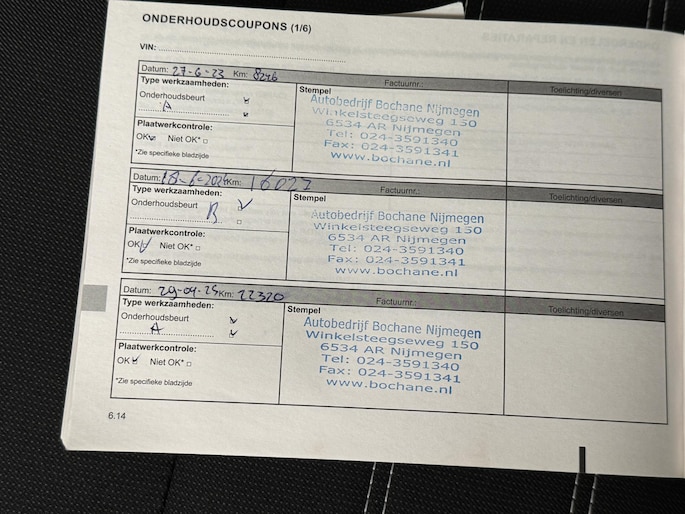 ONDERHOUDSCOUPONS (1/6)
VIN:
Datum: 27-6-23 Km: 8246 Factuurnr.: Toelichting/diversen
Type werkzaamheden:
Onderhoudsbeurt
A
Plaatwerkcontrole:
OK Niet OK*
*Zie specifieke bladzijde
Stempel
Autobedrijf Bochane Nijmegen
Winkelsteegseweg 150
6534 AR Nijmegen
Tel: 024-3591340
Fax: 024-3591341
www.bochane.nl
Datum: 18-6-2024 Km: 16027 Factuurnr.: Toelichting/diversen
Type werkzaamheden:
Onderhoudsbeurt
B
Plaatwerkcontrole:
OK Niet OK*
*Zie specifieke bladzijde
Stempel
Autobedrijf Bochane Nijmegen
Winkelsteegseweg 150
6534 AR Nijmegen
Tel: 024-3591340
Fax: 024-3591341
www.bochane.nl
Datum: 29-04-25 Km: 22320 Factuurnr.: Toelichting/diversen
Type werkzaamheden:
Onderhoudsbeurt
A
Plaatwerkcontrole:
OK Niet OK*
*Zie specifieke bladzijde
Stempel
Autobedrijf Bochane Nijmegen
Winkelsteegseweg 150
6534 AR Nijmegen
Tel: 024-3591340
Fax: 024-3591341
www.bochane.nl
6.14